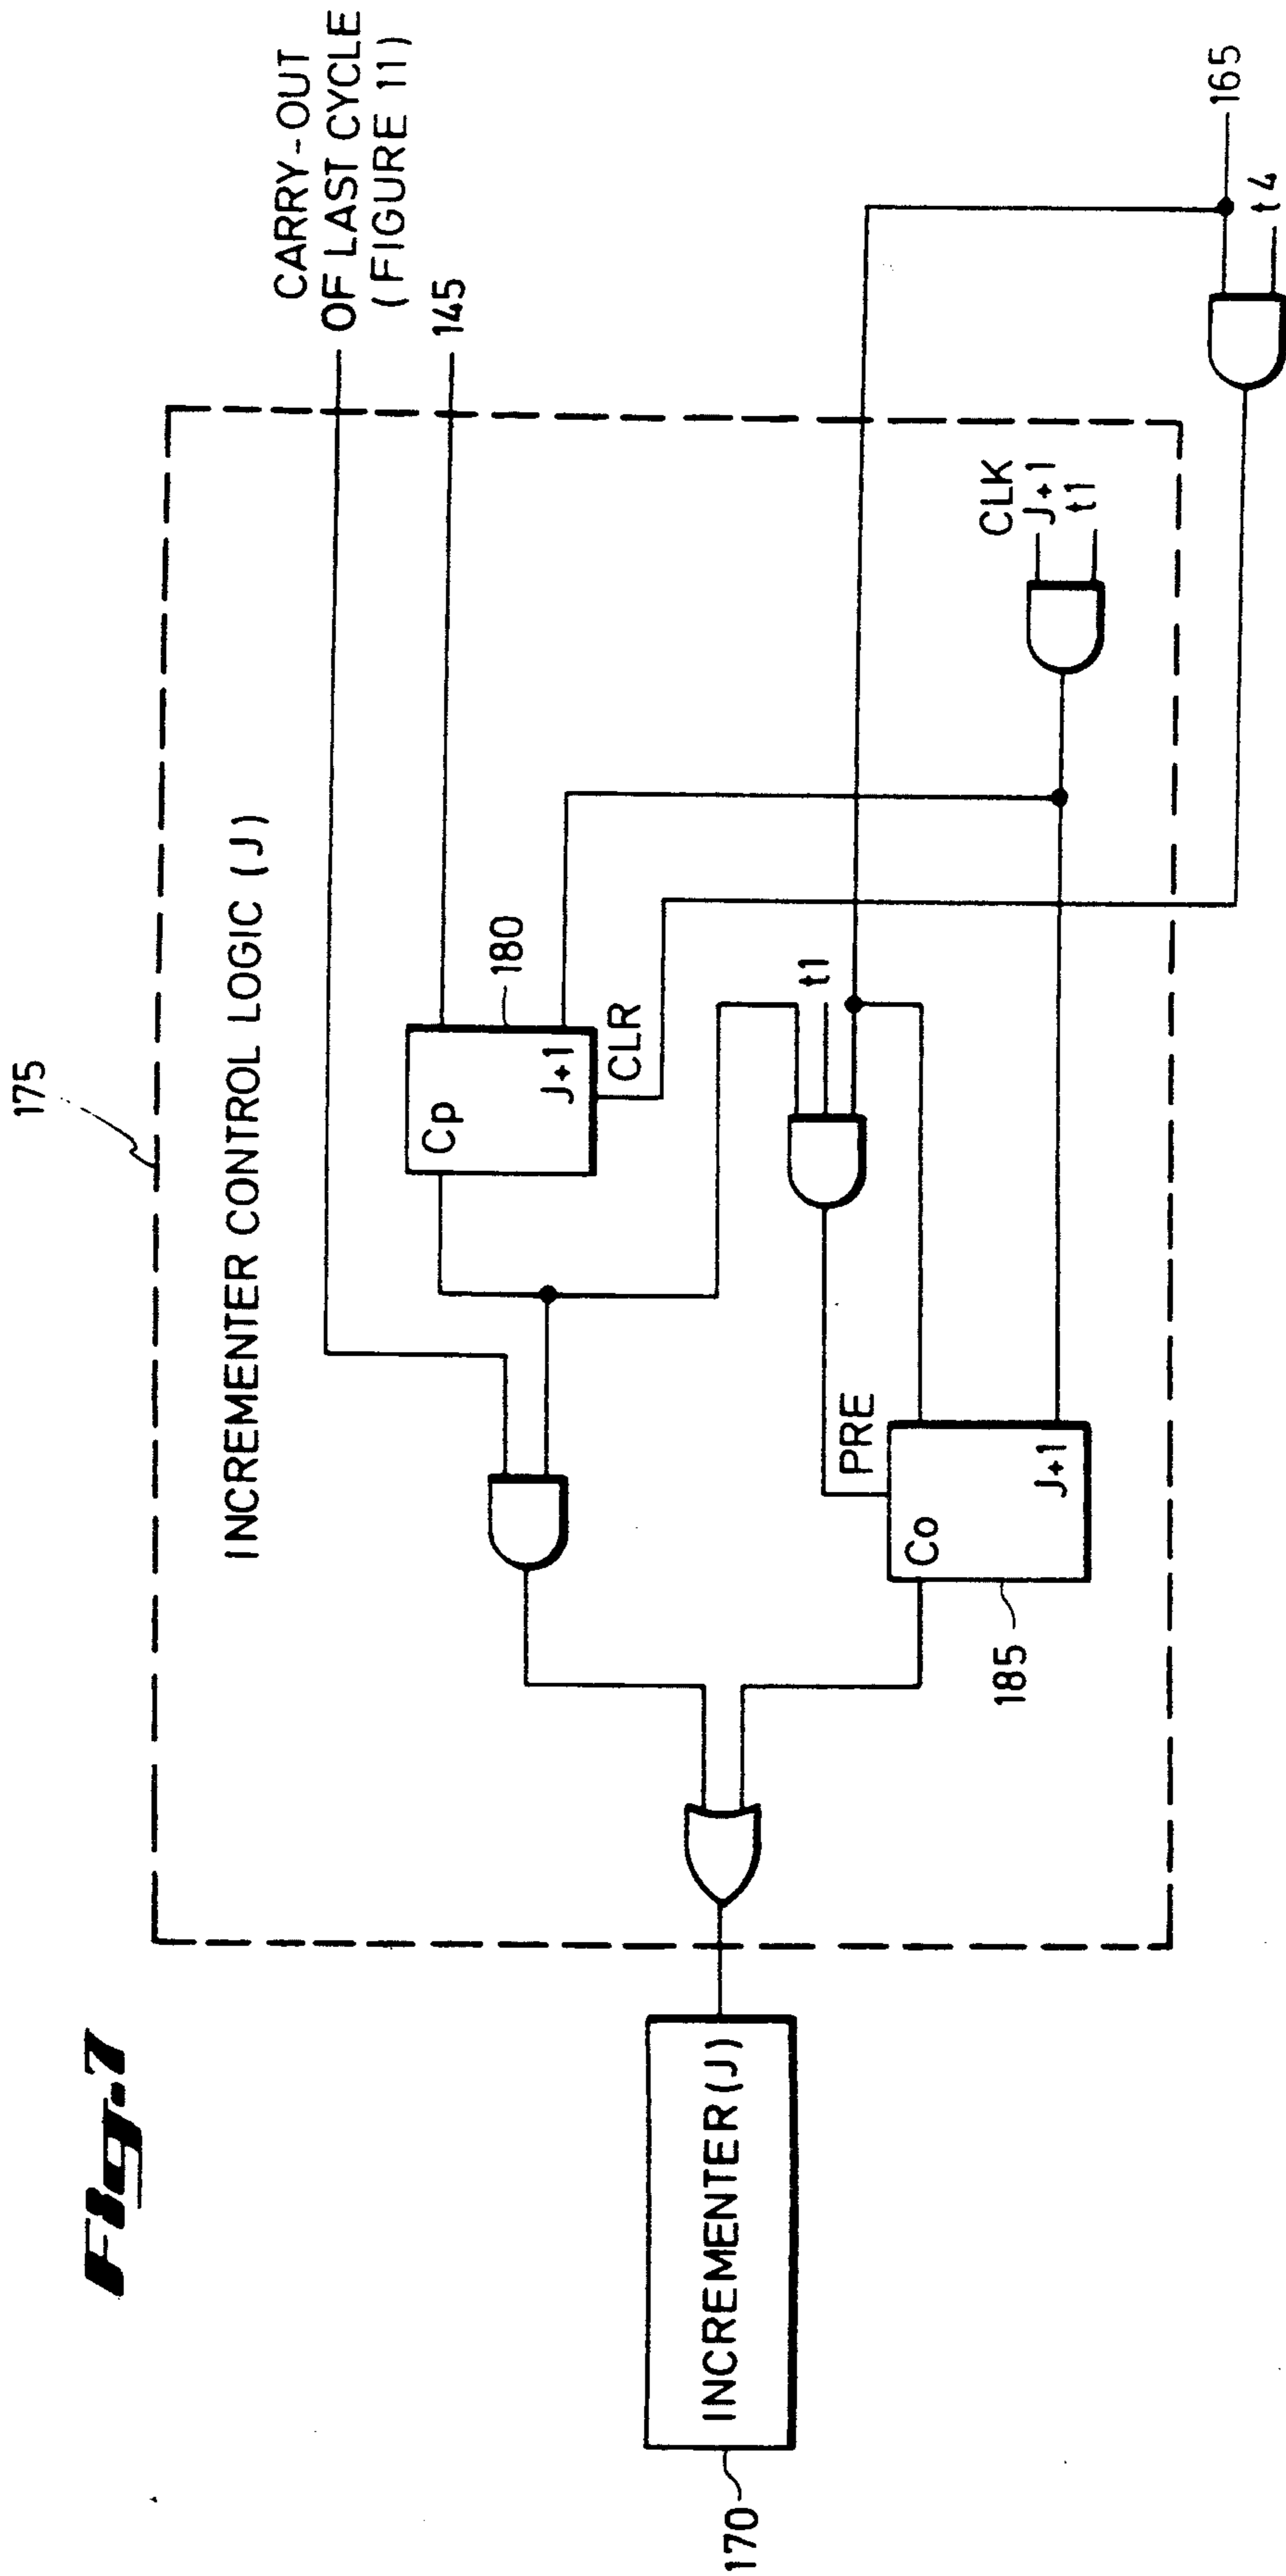 Fig. 7
175
INCREMENTER CONTROL LOGIC (J)
CARRY-OUT
OF LAST CYCLE
(FIGURE 11)
145
Cp
J+1
180
CLR
t1
CLK
J+1
t1
165
t4
PRE
Co
J+1
185
INCREMENTER (J)
170